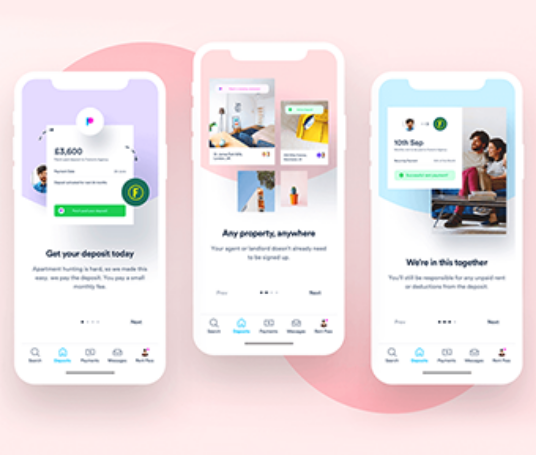 £3,600
Get your deposit today
Apartment hunting is hard, so we made this
easy. we pay the deposit. You pay a small
monthly fee.
Next
Search
Deposits
Payments
Messages
Rent Pass
Any property, anywhere
Your agent or landlord doesn't already need
to be signed up.
Prev
Next
Search
Deposits
Payments
Messages
Rent Pass
10th Sep
We're in this together
You'll still be responsible for any unpaid rent
or deductions from the deposit.
Prev
Next
Search
Deposits
Payments
Messages
Rent Pass